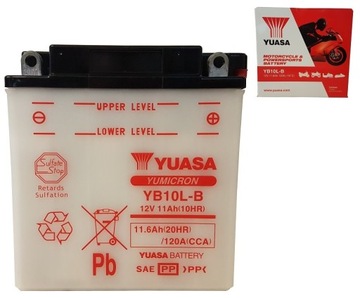 UPPER LEVEL
LOWER LEVEL
Sulfate
Stop
Retards
Sulfation
YUASA
YUMICRON
YB10L-B
12V 11Ah(10HR)
11.6Ah(20HR)
/120A(CCA)
Pb
YUASA BATTERY
SAE PP >PP<
YUASA
MOTORCYCLE &
POWERSPORTS
BATTERY
YB10L-B